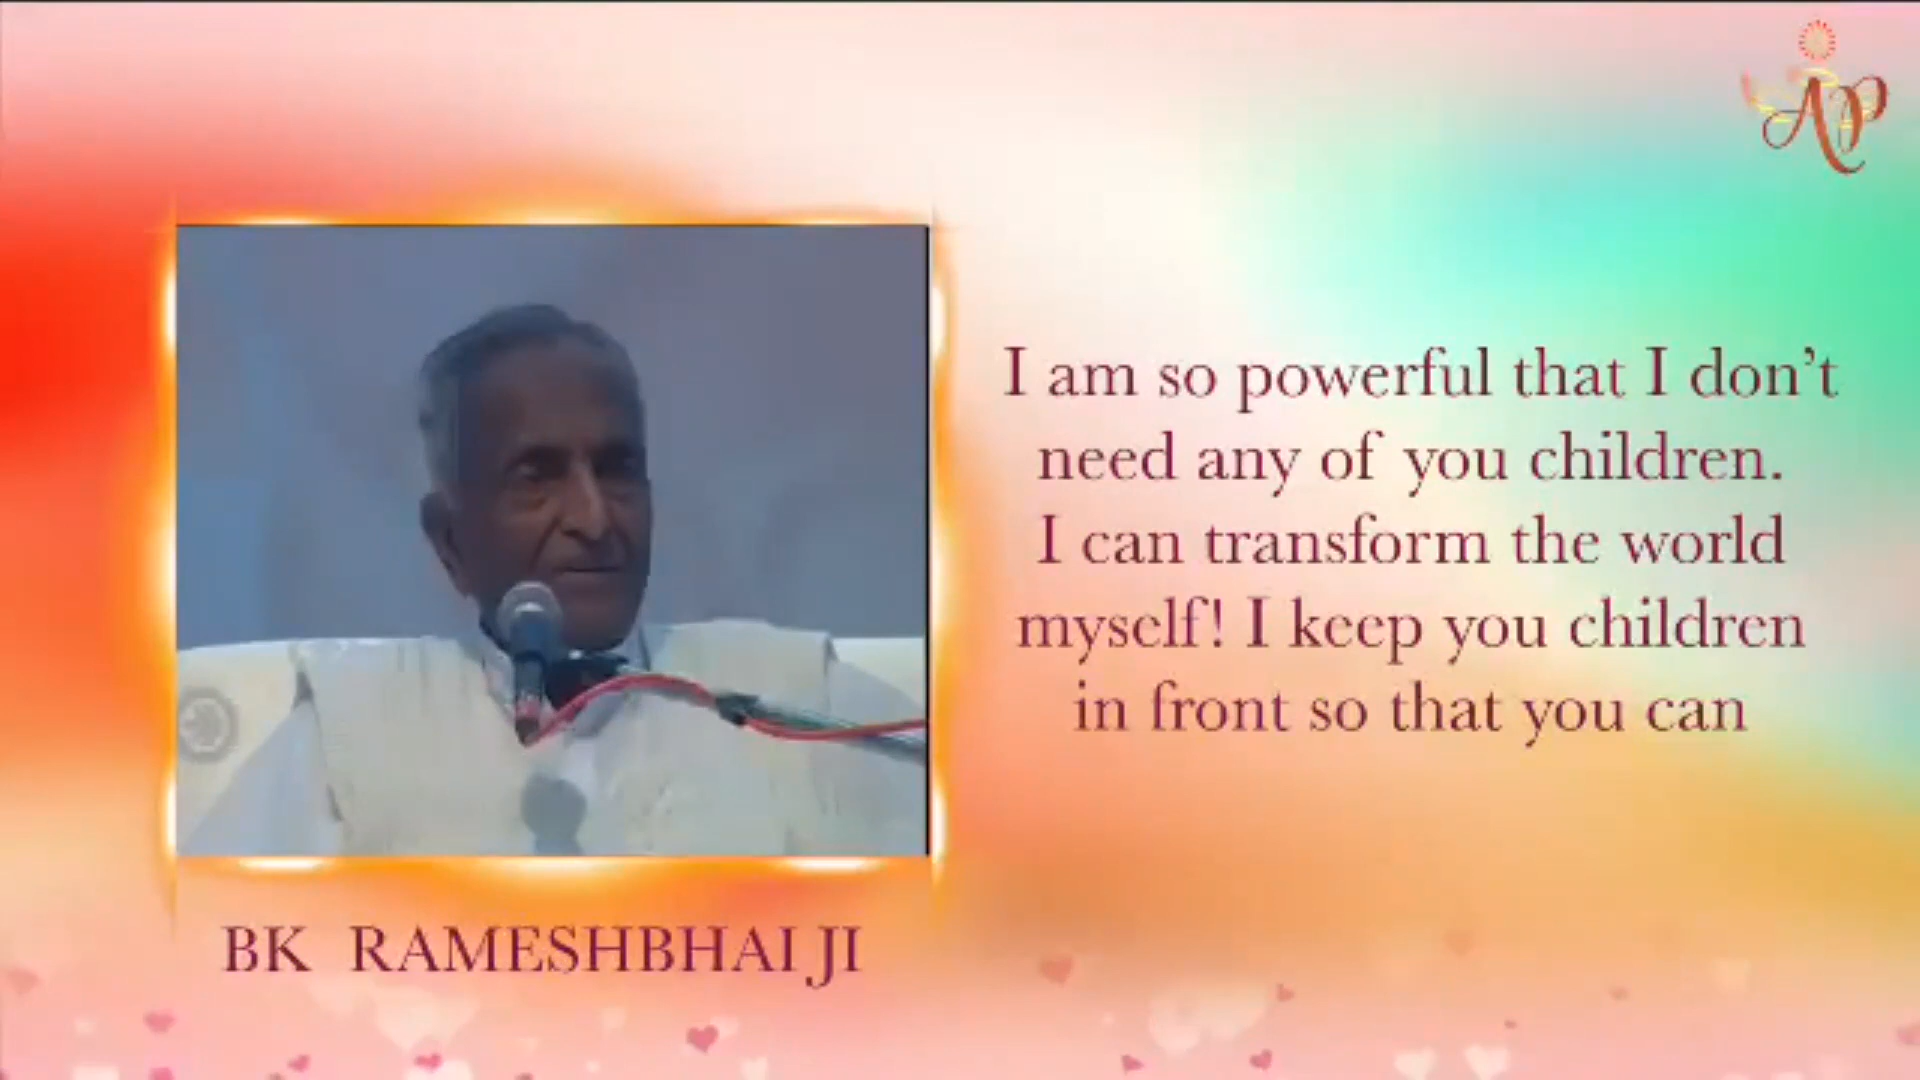 AP
I am so powerful that I don't
need any of you children.
I can transform the world
myself! I keep you children
in front so that you can
BK RAMESHBHAI JI